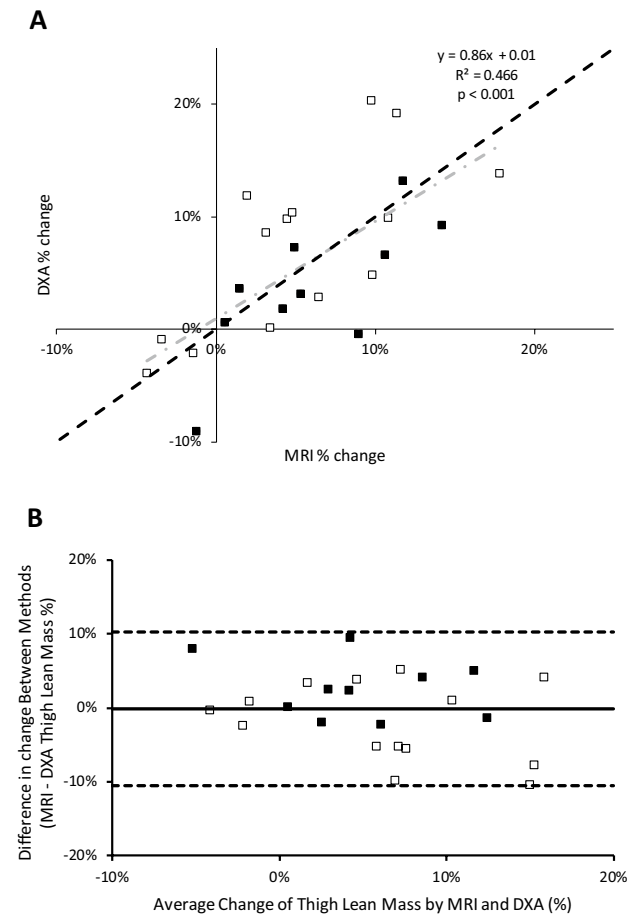 A
y = 0.86x + 0.01
R² = 0.466
p < 0.001
20%
10%
0%
-10%
-10%
0%
10%
20%
DXA % change
MRI % change
B
20%
10%
0%
-10%
-20%
-10%
0%
10%
20%
Difference in change Between Methods
(MRI - DXA Thigh Lean Mass %)
Average Change of Thigh Lean Mass by MRI and DXA (%)